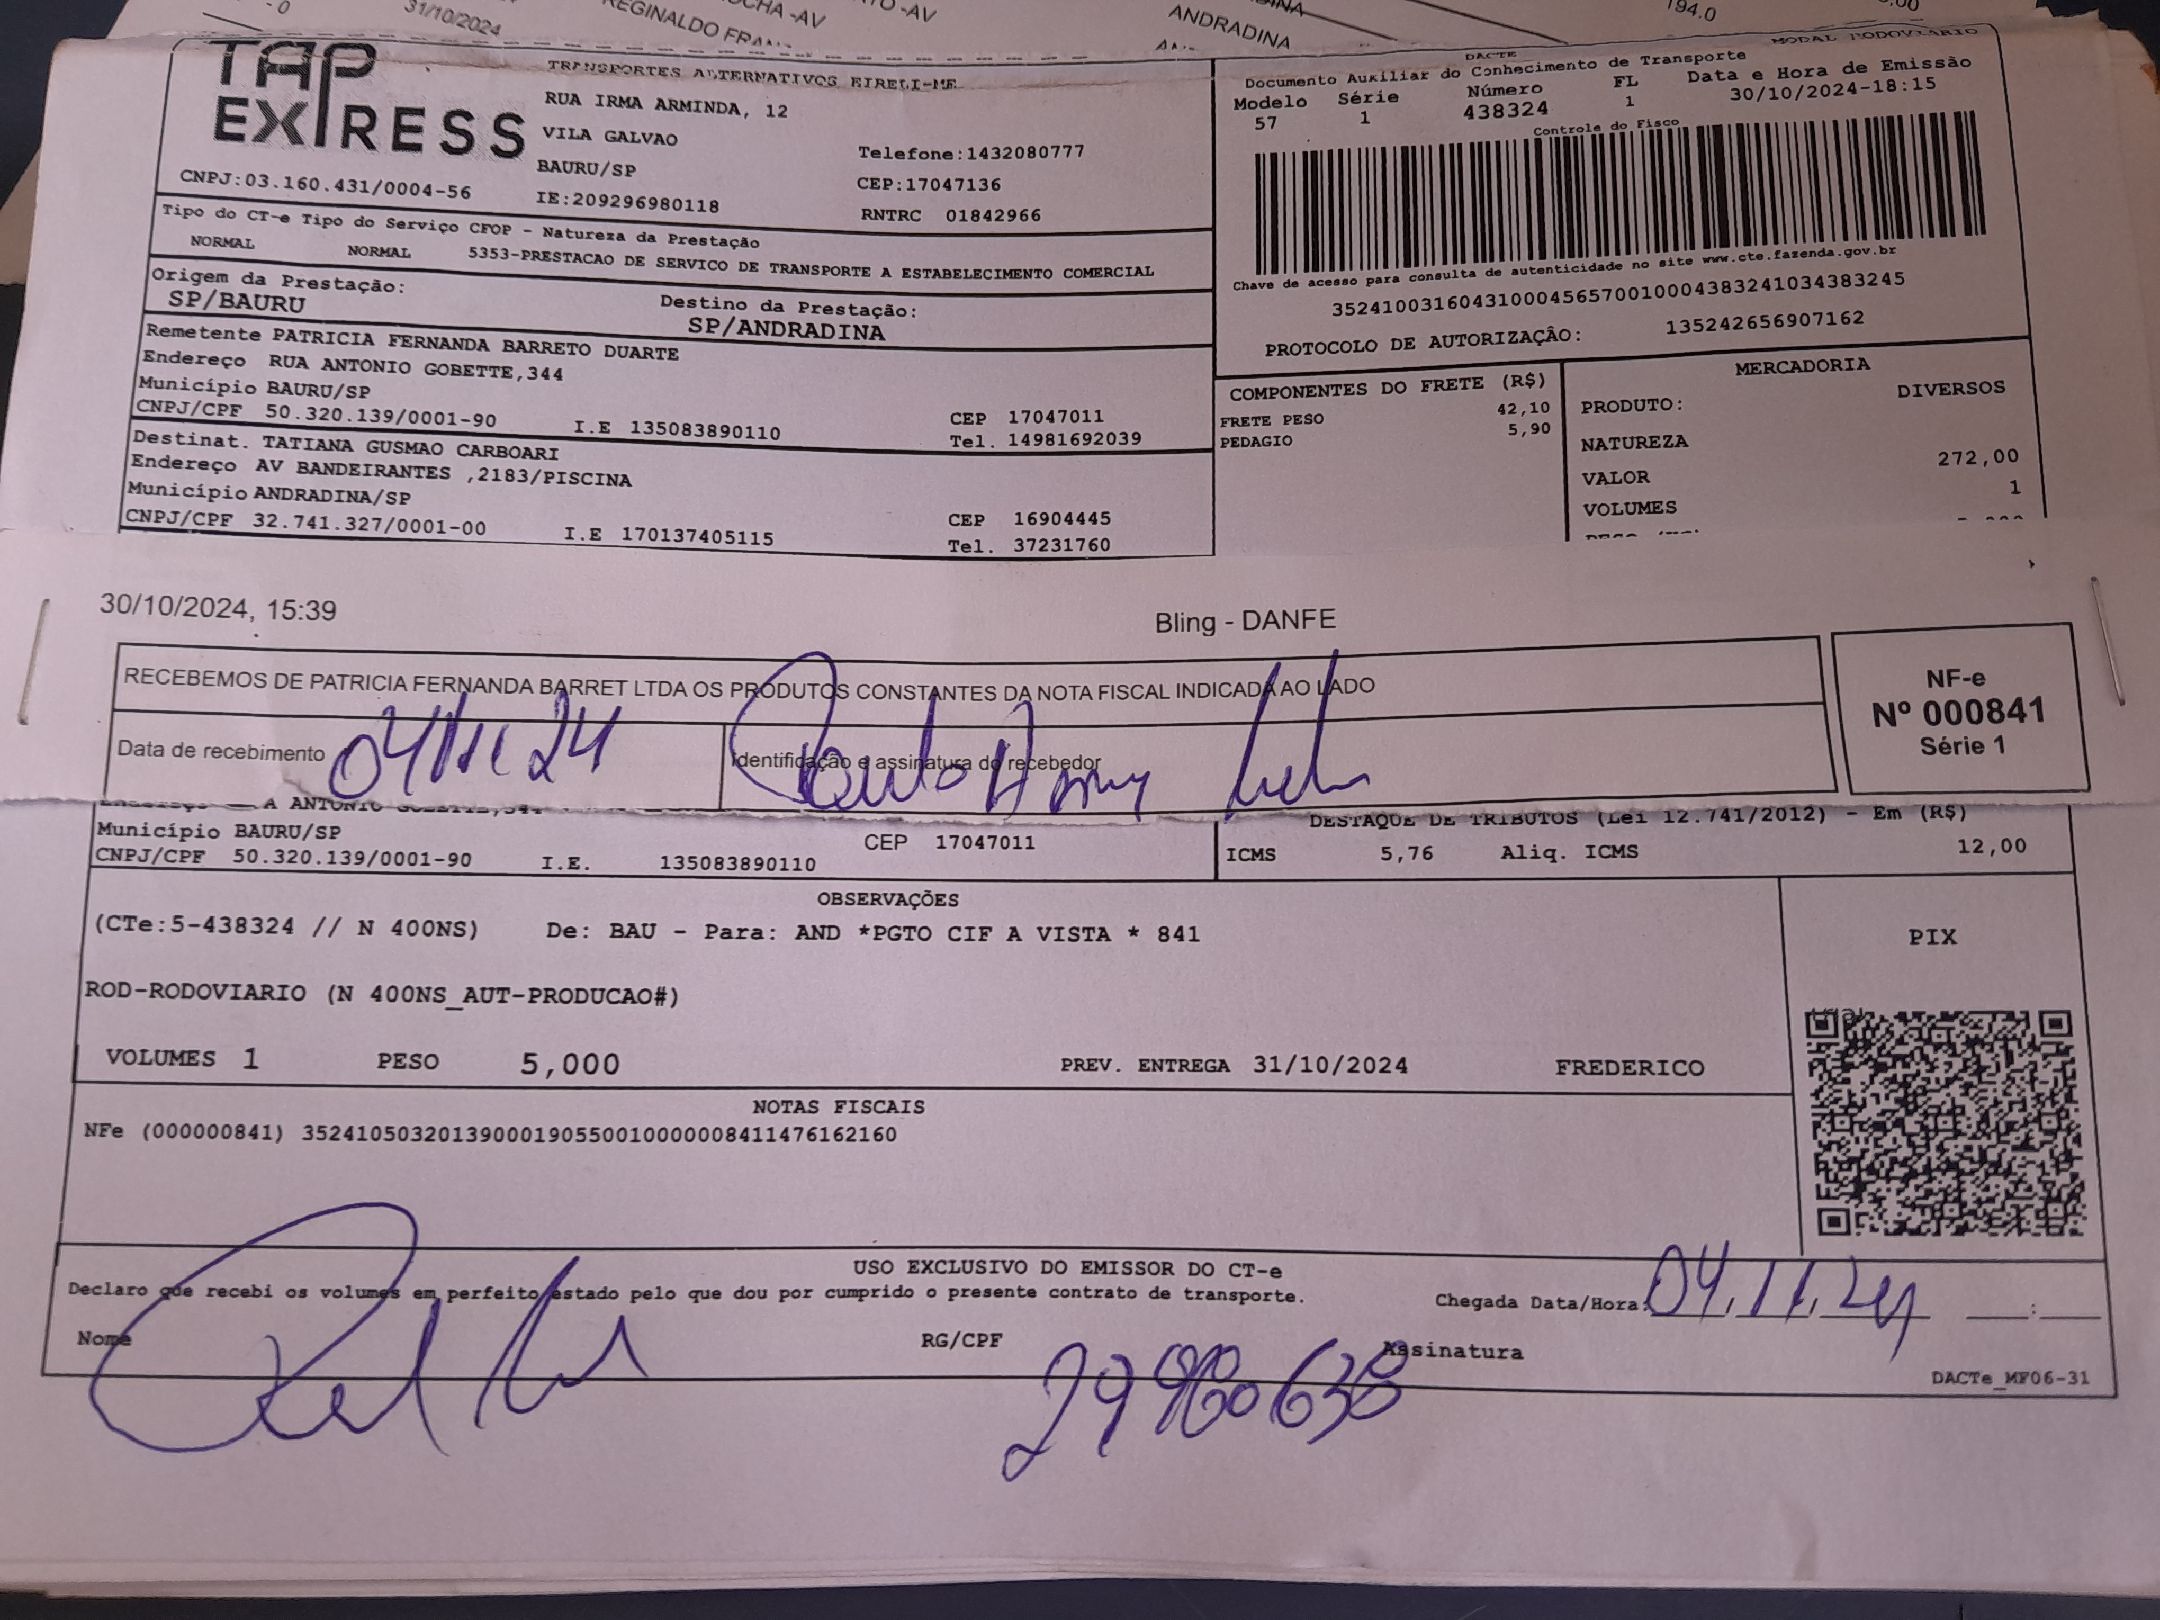 31/10/2024
REGINALDO FRAN
ANDRADINA
194.0
TAP EXPRESS
TRANSPORTES ALTERNATIVOS EIRELI-ME
RUA IRMA ARMINDA, 12
VILA GALVAO
Telefone:1432080777
BAURU/SP
CEP:17047136
CNPJ:03.160.431/0004-56
IE:209296980118
RNTRC 01842966
DACTE
MODAL RODOVIARIO
Documento Auxiliar do Conhecimento de Transporte
Modelo Série Número FL Data e Hora de Emissão
57 1 438324 1 30/10/2024-18:15
Controle do Fisco
Chave de acesso para consulta de autenticidade no site www.cte.fazenda.gov.br
35241003160431000456570010004383241034383245
PROTOCOLO DE AUTORIZAÇÂO: 135242656907162
Tipo do CT-e Tipo do Serviço CFOP - Natureza da Prestação
NORMAL NORMAL 5353-PRESTACAO DE SERVICO DE TRANSPORTE A ESTABELECIMENTO COMERCIAL
Origem da Prestação: Destino da Prestação:
SP/BAURU SP/ANDRADINA
Remetente PATRICIA FERNANDA BARRETO DUARTE
Endereço RUA ANTONIO GOBETTE,344
Município BAURU/SP
CEP 17047011
CNPJ/CPF 50.320.139/0001-90 I.E 135083890110
Tel. 14981692039
Destinat. TATIANA GUSMAO CARBOARI
Endereço AV BANDEIRANTES ,2183/PISCINA
Município ANDRADINA/SP
CEP 16904445
CNPJ/CPF 32.741.327/0001-00 I.E 170137405115
Tel. 37231760
COMPONENTES DO FRETE (R$)
FRETE PESO 42,10
PEDAGIO 5,90
MERCADORIA
PRODUTO: DIVERSOS
NATUREZA
VALOR 272,00
VOLUMES 1
30/10/2024, 15:39
Bling - DANFE
RECEBEMOS DE PATRICIA FERNANDA BARRET LTDA OS PRODUTOS CONSTANTES DA NOTA FISCAL INDICADA AO LADO
NF-e
Nº 000841
Série 1
Data de recebimento 04/11/24
Identificação e assinatura do recebedor
Município BAURU/SP
CEP 17047011
CNPJ/CPF 50.320.139/0001-90 I.E. 135083890110
DESTAQUE DE TRIBUTOS (Lei 12.741/2012) - Em (R$)
ICMS 5,76 Aliq. ICMS 12,00
OBSERVAÇÕES
(CTe:5-438324 // N 400NS) De: BAU - Para: AND *PGTO CIF A VISTA * 841
PIX
ROD-RODOVIARIO (N 400NS_AUT-PRODUCAO#)
VOLUMES 1 PESO 5,000 PREV. ENTREGA 31/10/2024 FREDERICO
NOTAS FISCAIS
NFe (000000841) 35241050320139000190550010000008411476162160
USO EXCLUSIVO DO EMISSOR DO CT-e
Declaro que recebi os volumes em perfeito estado pelo que dou por cumprido o presente contrato de transporte.
Chegada Data/Hora: 04.11.24 :
Nome RG/CPF Assinatura
DACTe_MF06-31